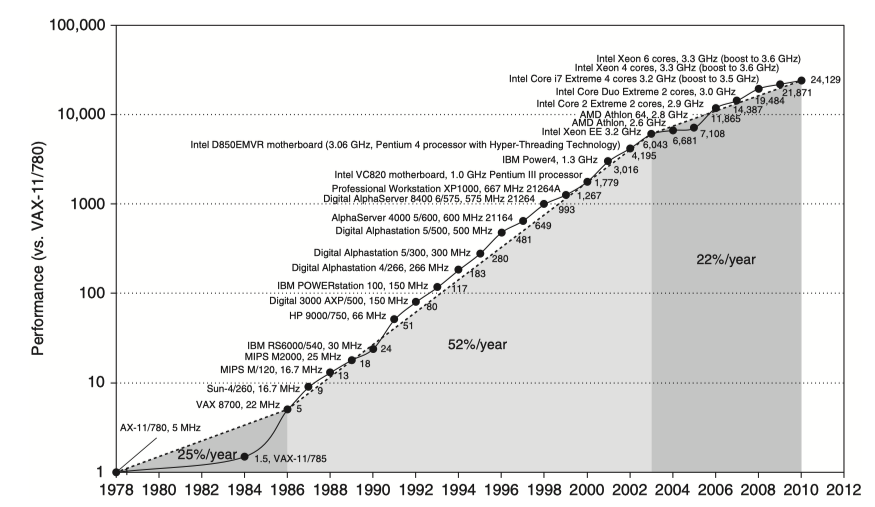 100,000
10,000
1000
100
10
1
Performance (vs. VAX-11/780)
Intel Xeon 6 cores, 3.3 GHz (boost to 3.6 GHz)
Intel Xeon 4 cores, 3.3 GHz (boost to 3.6 GHz)
Intel Core i7 Extreme 4 cores 3.2 GHz (boost to 3.5 GHz)
Intel Core Duo Extreme 2 cores, 3.0 GHz
Intel Core 2 Extreme 2 cores, 2.9 GHz
AMD Athlon 64, 2.8 GHz
AMD Athlon, 2.6 GHz
Intel Xeon EE 3.2 GHz
Intel D850EMVR motherboard (3.06 GHz, Pentium 4 processor with Hyper-Threading Technology)
IBM Power4, 1.3 GHz
Intel VC820 motherboard, 1.0 GHz Pentium III processor
Professional Workstation XP1000, 667 MHz 21264A
Digital AlphaServer 8400 6/575, 575 MHz 21264
AlphaServer 4000 5/600, 600 MHz 21164
Digital Alphastation 5/500, 500 MHz
Digital Alphastation 5/300, 300 MHz
Digital Alphastation 4/266, 266 MHz
IBM POWERstation 100, 150 MHz
Digital 3000 AXP/500, 150 MHz
HP 9000/750, 66 MHz
IBM RS6000/540, 30 MHz
MIPS M2000, 25 MHz
MIPS M/120, 16.7 MHz
Sun-4/260, 16.7 MHz
VAX 8700, 22 MHz
AX-11/780, 5 MHz
24,129
21,871
19,484
14,387
11,865
7,108
6,681
6,043
4,195
3,016
1,779
1,267
993
649
481
280
183
117
80
51
24
18
13
9
5
1.5, VAX-11/785
25%/year
52%/year
22%/year
1978 1980 1982 1984 1986 1988 1990 1992 1994 1996 1998 2000 2002 2004 2006 2008 2010 2012